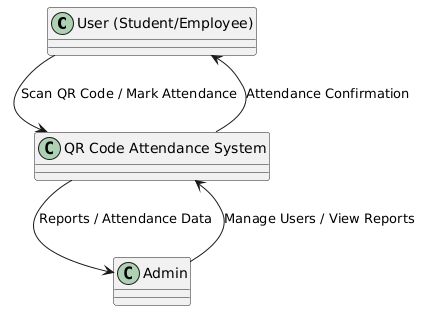 C User (Student/Employee)
Scan QR Code / Mark Attendance
Attendance Confirmation
C QR Code Attendance System
Reports / Attendance Data
Manage Users / View Reports
C Admin